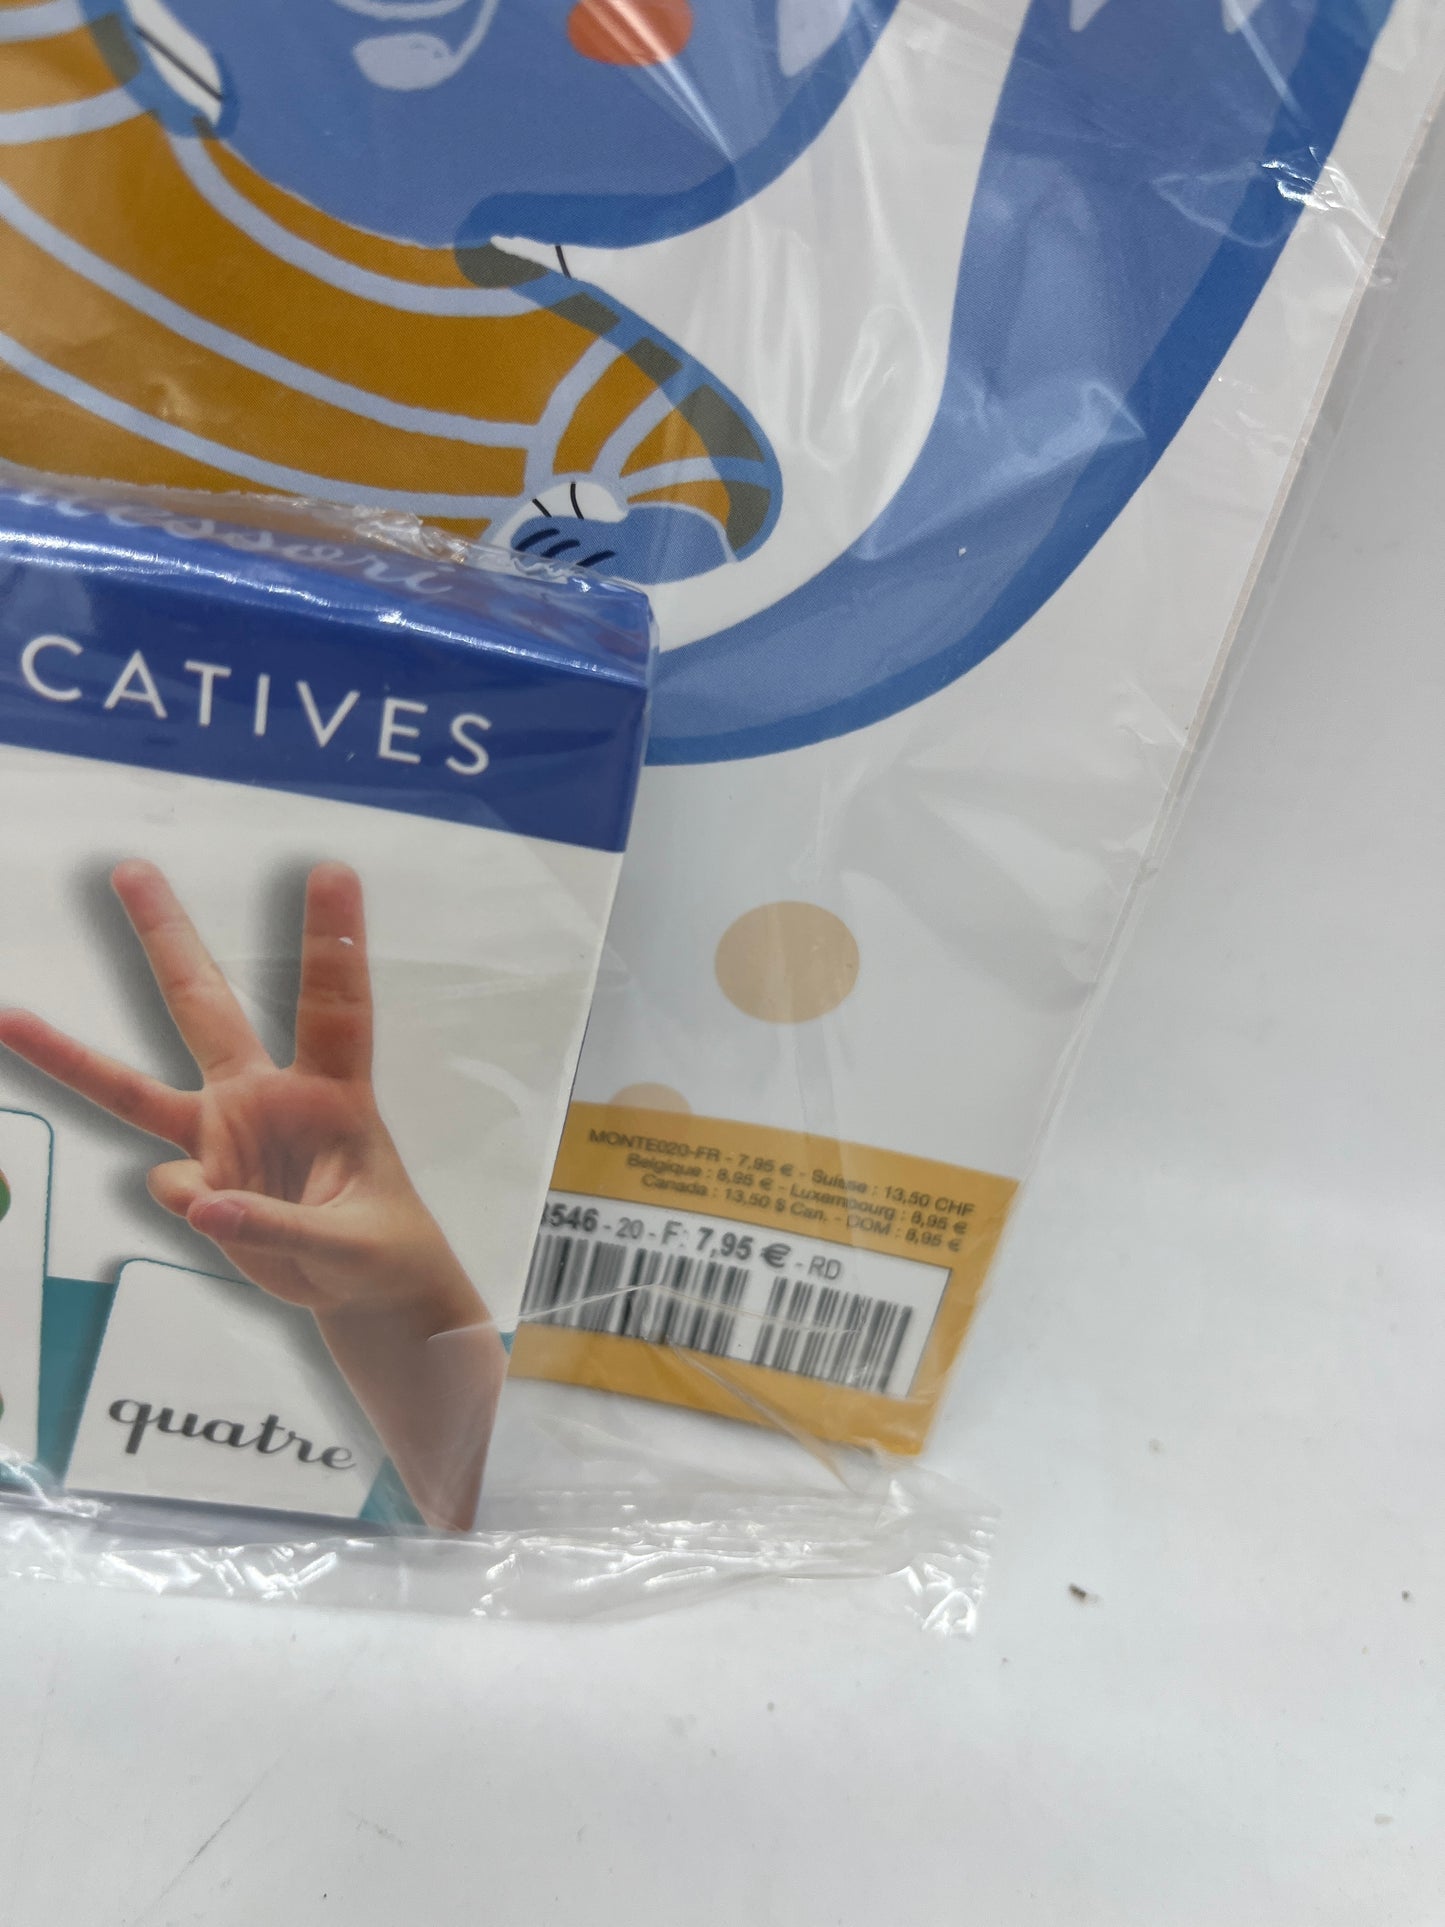 CATIVES
quatre
MONTE020-FR - 7,95 € - Suisse : 13,50 CHF
Belgique : 8,95 € - Luxembourg : 8,95 €
Canada : 13,50 $ Can. - DOM : 8,95 €
546 - 20 - F: 7,95 € - RD